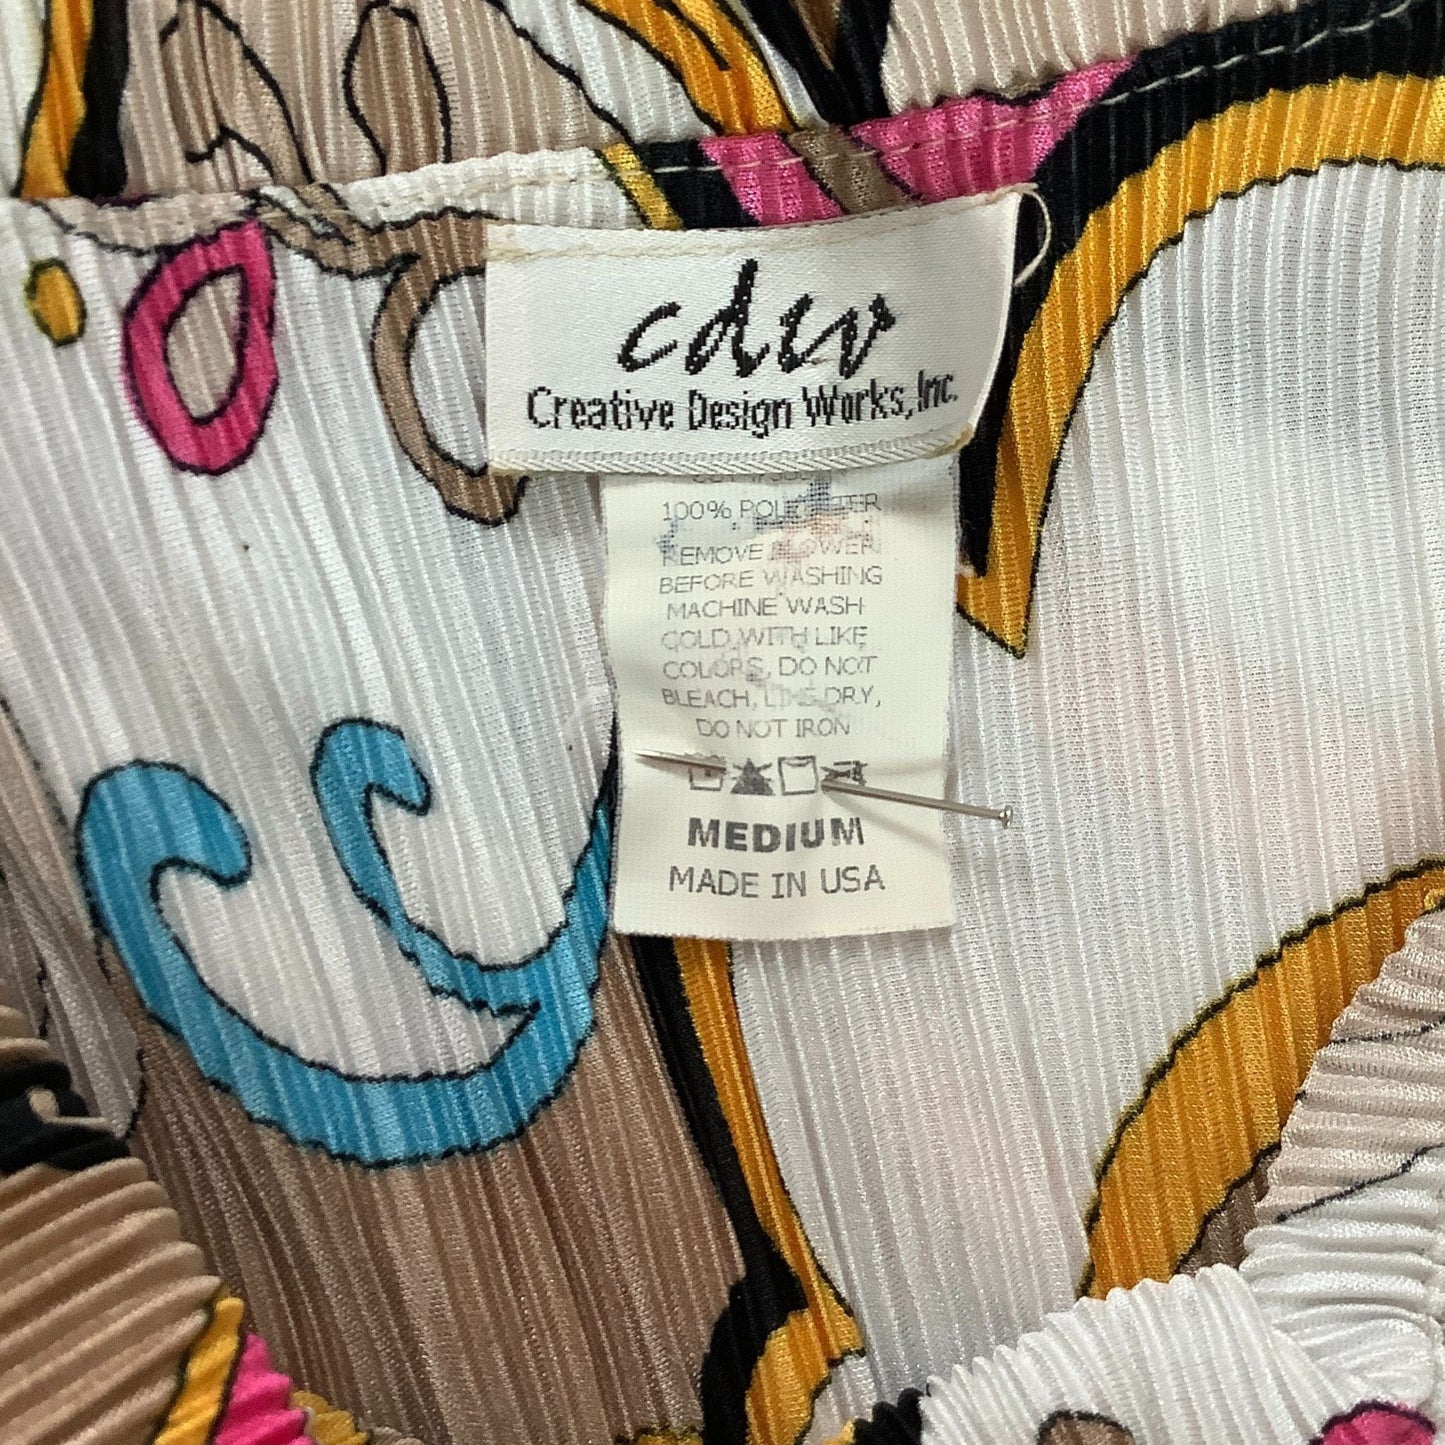 cdw
Creative Design Works, Inc.
100% POLYESTER
REMOVE FLOWER
BEFORE WASHING
MACHINE WASH
COLD WITH LIKE
COLORS, DO NOT
BLEACH, LINE DRY,
DO NOT IRON
MEDIUM
MADE IN USA